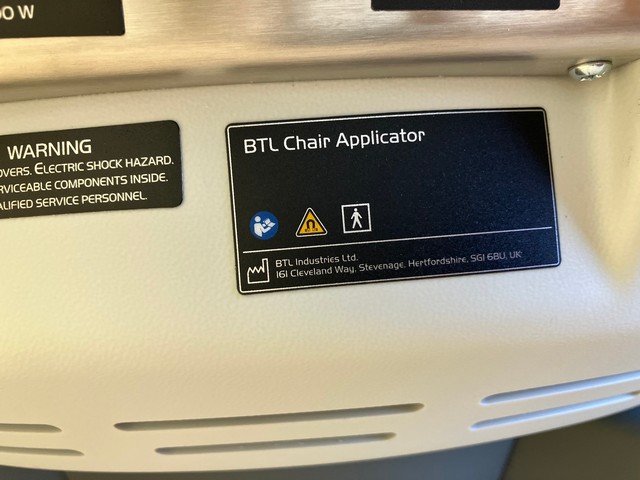 W
WARNING
OVERS. ELECTRIC SHOCK HAZARD.
RVICEABLE COMPONENTS INSIDE.
ALIFIED SERVICE PERSONNEL.
BTL Chair Applicator
BTL Industries Ltd.
161 Cleveland Way, Stevenage, Hertfordshire, SG1 6BU, UK